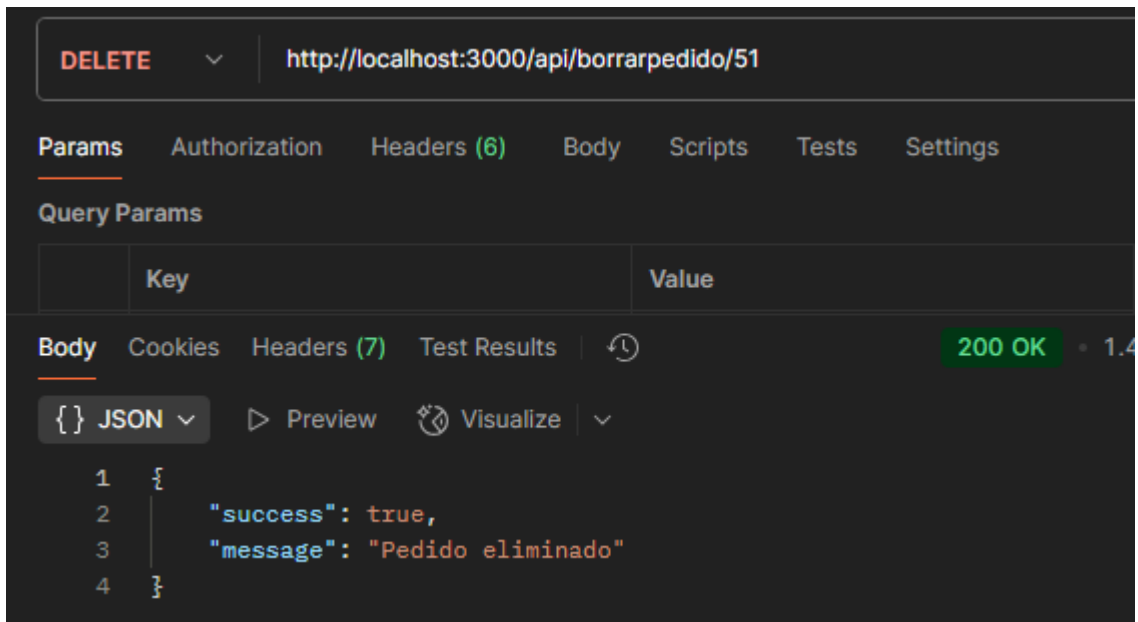 DELETE http://localhost:3000/api/borrarpedido/51
Params Authorization Headers (6) Body Scripts Tests Settings
Query Params
Key Value
Body Cookies Headers (7) Test Results 200 OK • 1.4
{ } JSON Preview Visualize
1 {
2 "success": true,
3 "message": "Pedido eliminado"
4 }